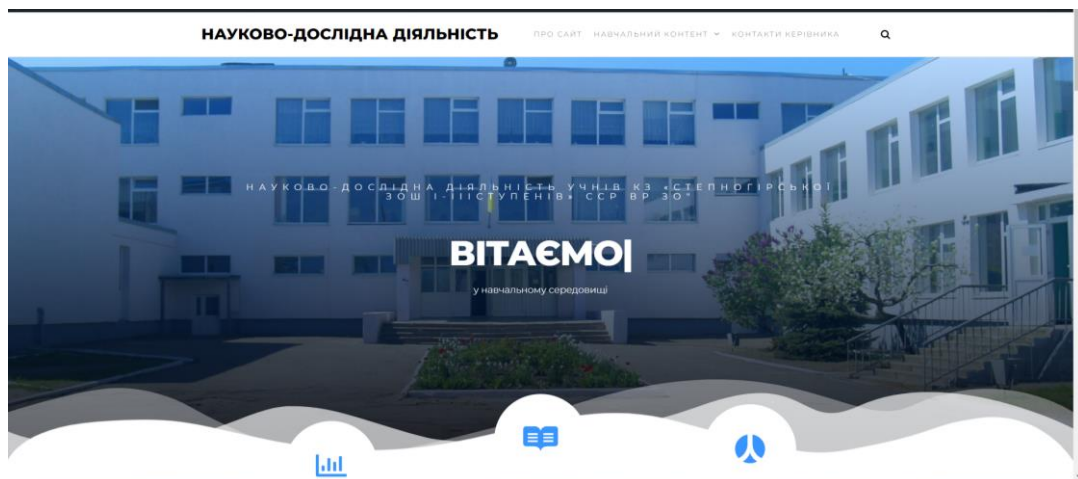 НАУКОВО-ДОСЛІДНА ДІЯЛЬНІСТЬ
ПРО САЙТ НАВЧАЛЬНИЙ КОНТЕНТ КОНТАКТИ КЕРІВНИКА
НАУКОВО-ДОСЛІДНА ДІЯЛЬНІСТЬ УЧНІВ КЗ «СТЕПНОГІРСЬКОЇ
ЗОШ І-ІІІСТУПЕНІВ» ССР ВР ЗО"
ВІТАЄМО|
у навчальному середовищі